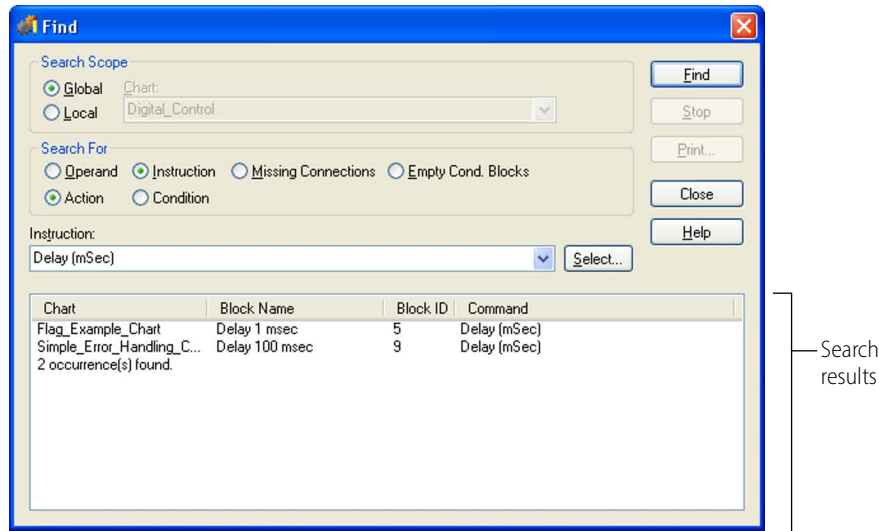 Find
Search Scope
Global Chart:
Local Digital_Control
Find
Stop
Print...
Close
Help
Search For
Operand Instruction Missing Connections Empty Cond. Blocks
Action Condition
Instruction:
Delay (mSec) Select...
Chart Block Name Block ID Command
Flag_Example_Chart Delay 1 msec 5 Delay (mSec)
Simple_Error_Handling_C... Delay 100 msec 9 Delay (mSec)
2 occurrence(s) found.
Search
results